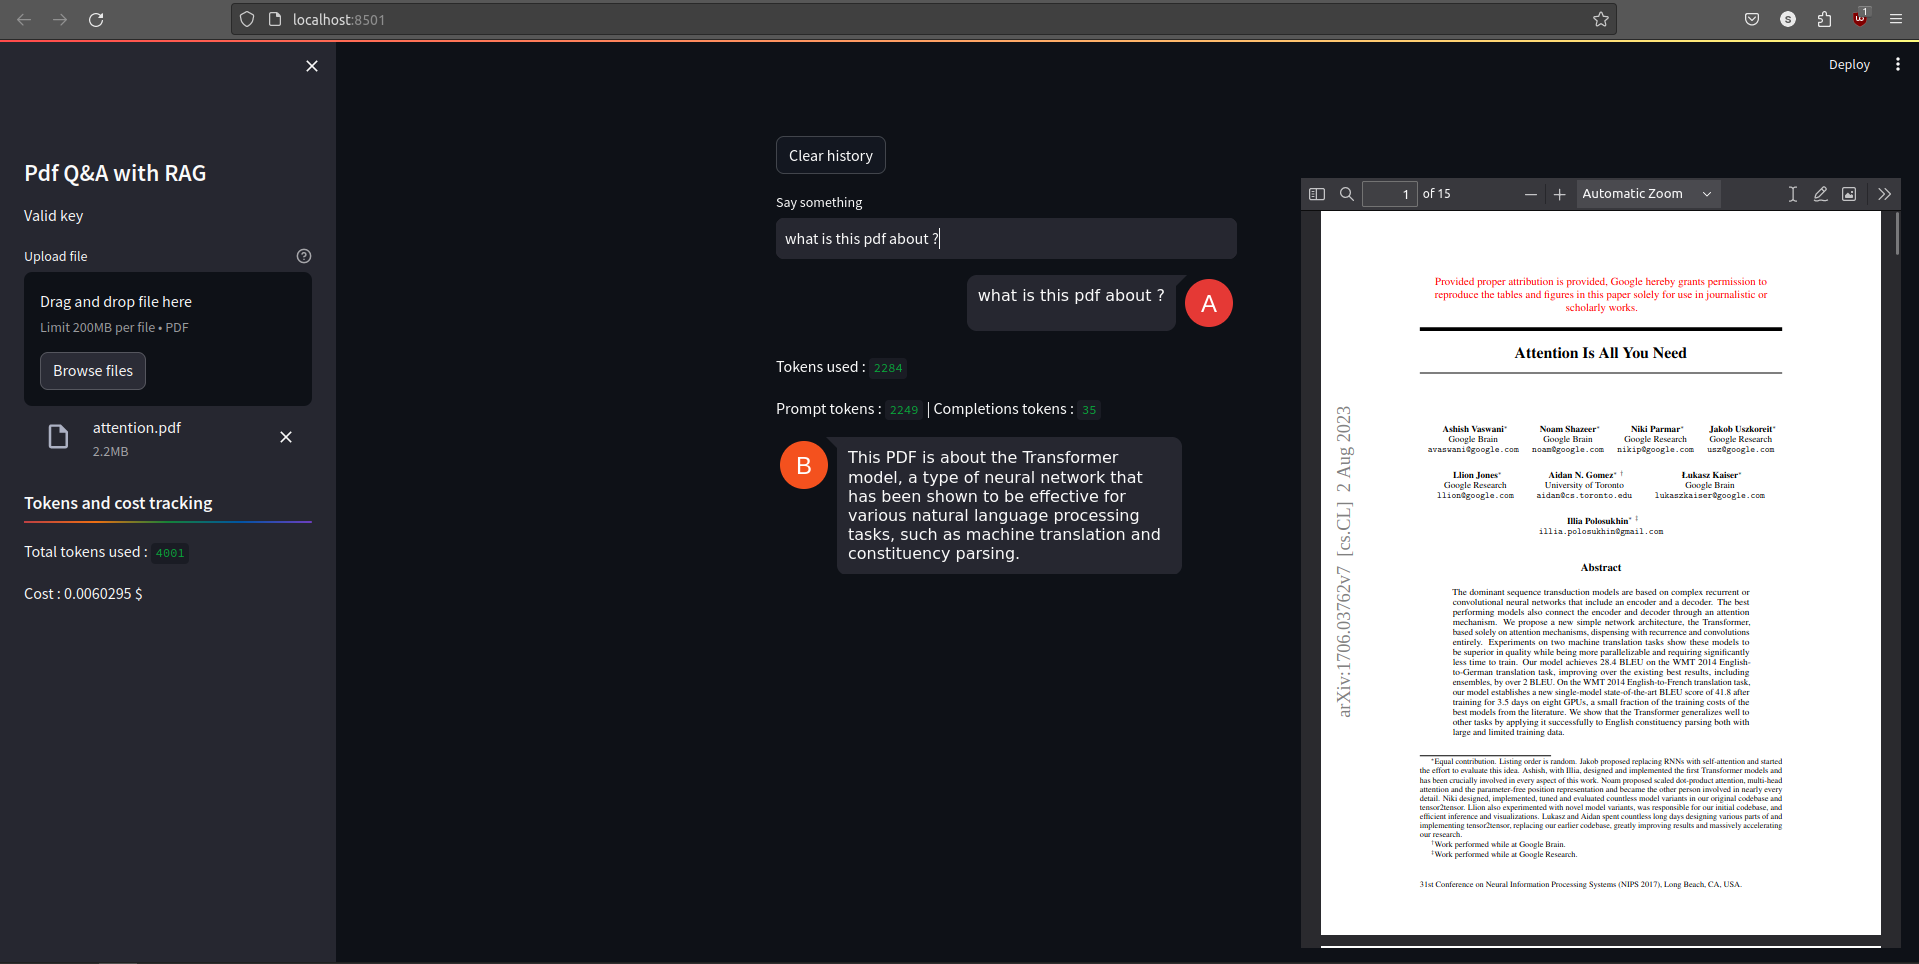 localhost:8501
S
1
Deploy
Pdf Q&A with RAG
Valid key
Upload file
Drag and drop file here
Limit 200MB per file • PDF
Browse files
attention.pdf
2.2MB
Tokens and cost tracking
Total tokens used : 4001
Cost : 0.0060295 $
Clear history
Say something
what is this pdf about ?
what is this pdf about ?
A
Tokens used : 2284
Prompt tokens : 2249 | Completions tokens : 35
B
This PDF is about the Transformer
model, a type of neural network that
has been shown to be effective for
various natural language processing
tasks, such as machine translation and
constituency parsing.
1 of 15
Automatic Zoom
Provided proper attribution is provided, Google hereby grants permission to
reproduce the tables and figures in this paper solely for use in journalistic or
scholarly works.
Attention Is All You Need
arXiv:1706.03762v7 [cs.CL] 2 Aug 2023
Ashish Vaswani* Noam Shazeer* Niki Parmar* Jakob Uszkoreit*
Google Brain Google Brain Google Research Google Research
avaswani@google.com noam@google.com nikip@google.com usz@google.com
Llion Jones* Aidan N. Gomez* † Łukasz Kaiser*
Google Research University of Toronto Google Brain
llion@google.com aidan@cs.toronto.edu lukaszkaiser@google.com
Illia Polosukhin* ‡
illia.polosukhin@gmail.com
Abstract
The dominant sequence transduction models are based on complex recurrent or
convolutional neural networks that include an encoder and a decoder. The best
performing models also connect the encoder and decoder through an attention
mechanism. We propose a new simple network architecture, the Transformer,
based solely on attention mechanisms, dispensing with recurrence and convolutions
entirely. Experiments on two machine translation tasks show these models to
be superior in quality while being more parallelizable and requiring significantly
less time to train. Our model achieves 28.4 BLEU on the WMT 2014 English-
to-German translation task, improving over the existing best results, including
ensembles, by over 2 BLEU. On the WMT 2014 English-to-French translation task,
our model establishes a new single-model state-of-the-art BLEU score of 41.8 after
training for 3.5 days on eight GPUs, a small fraction of the training costs of the
best models from the literature. We show that the Transformer generalizes well to
other tasks by applying it successfully to English constituency parsing both with
large and limited training data.
*Equal contribution. Listing order is random. Jakob proposed replacing RNNs with self-attention and started
the effort to evaluate this idea. Ashish, with Illia, designed and implemented the first Transformer models and
has been crucially involved in every aspect of this work. Noam proposed scaled dot-product attention, multi-head
attention and the parameter-free position representation and became the other person involved in nearly every
detail. Niki designed, implemented, tuned and evaluated countless model variants in our original codebase and
tensor2tensor. Llion also experimented with novel model variants, was responsible for our initial codebase, and
efficient inference and visualizations. Lukasz and Aidan spent countless long days designing various parts of and
implementing tensor2tensor, replacing our earlier codebase, greatly improving results and massively accelerating
our research.
†Work performed while at Google Brain.
‡Work performed while at Google Research.
31st Conference on Neural Information Processing Systems (NIPS 2017), Long Beach, CA, USA.